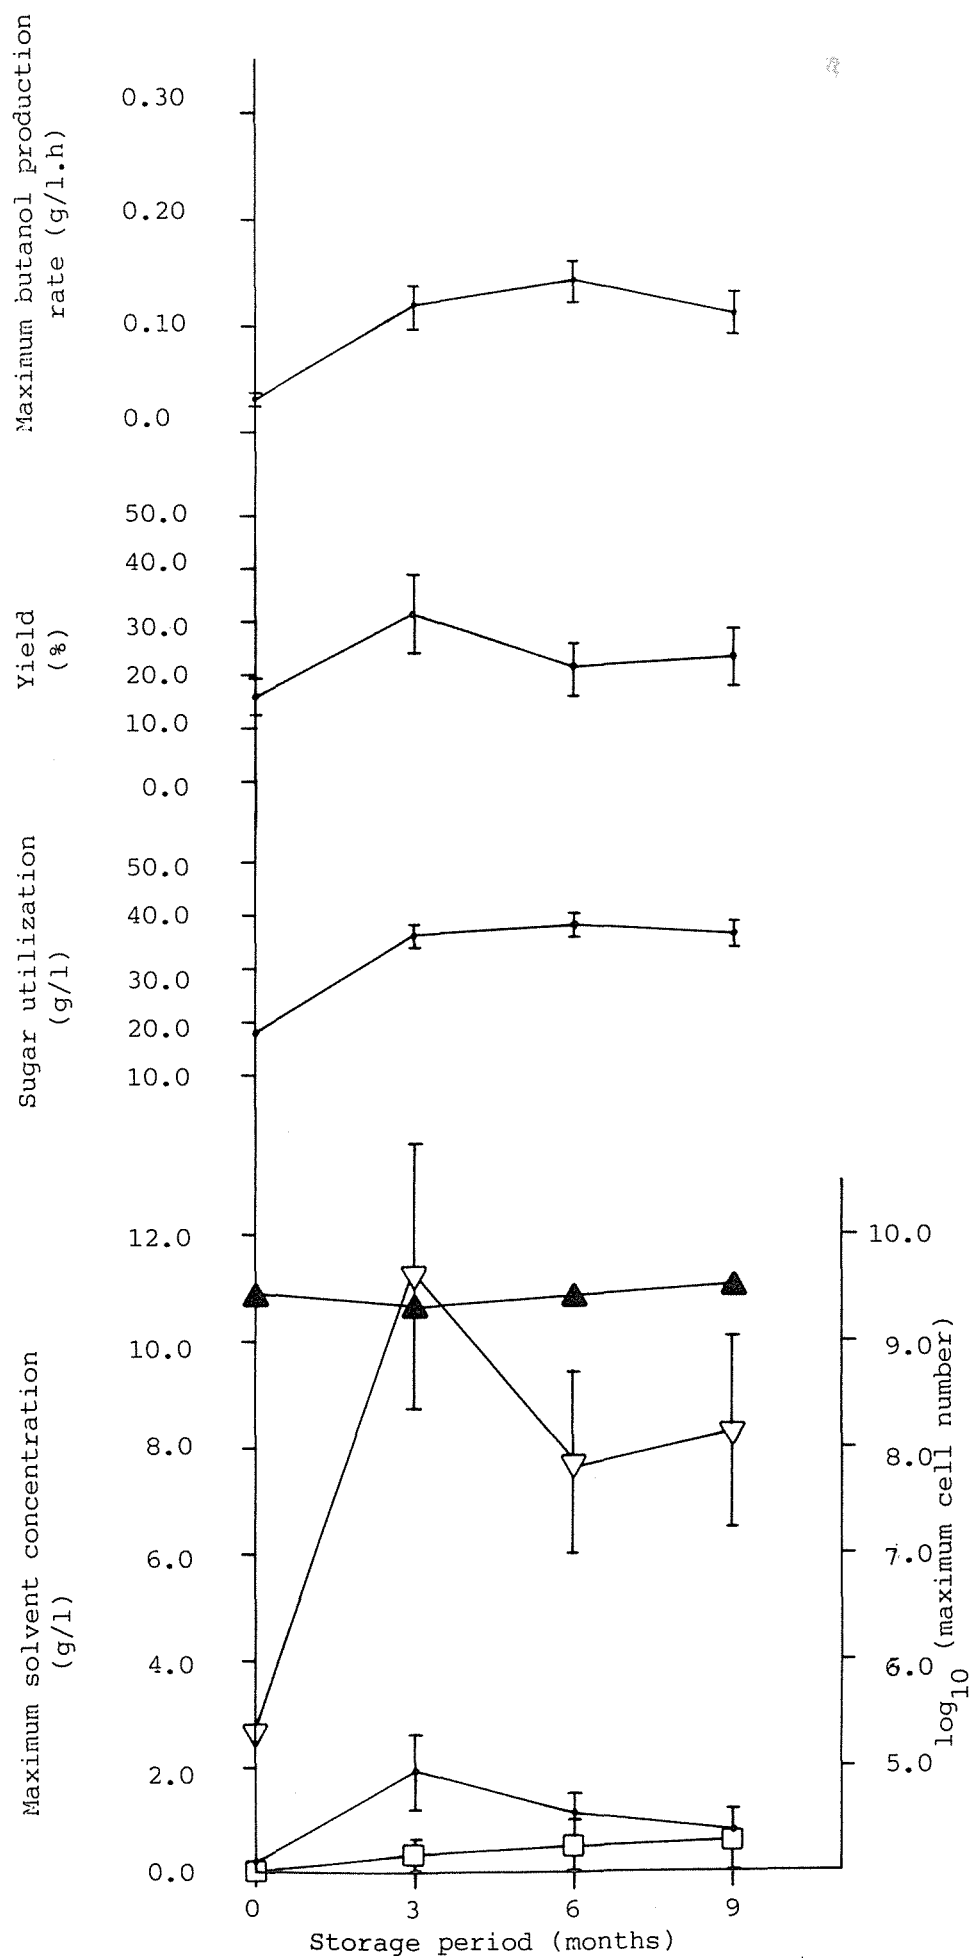 Maximum butanol production
rate (g/l.h)
0.30
0.20
0.10
0.0
Yield
(%)
50.0
40.0
30.0
20.0
10.0
0.0
Sugar utilization
(g/l)
50.0
40.0
30.0
20.0
10.0
Maximum solvent concentration
(g/l)
12.0
10.0
8.0
6.0
4.0
2.0
0.0
10.0
9.0
8.0
7.0
6.0
5.0
log10 (maximum cell number)
0 3 6 9
Storage period (months)